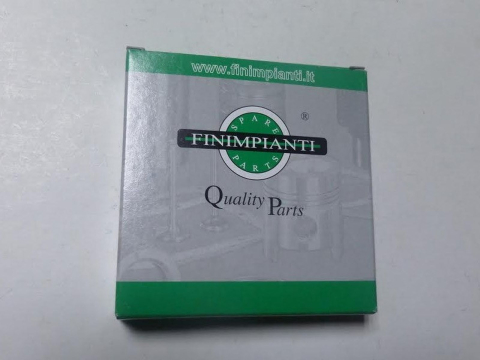 www.finimpianti.it
®
SPARE
FINIMPIANTI
PARTS
Quality Parts